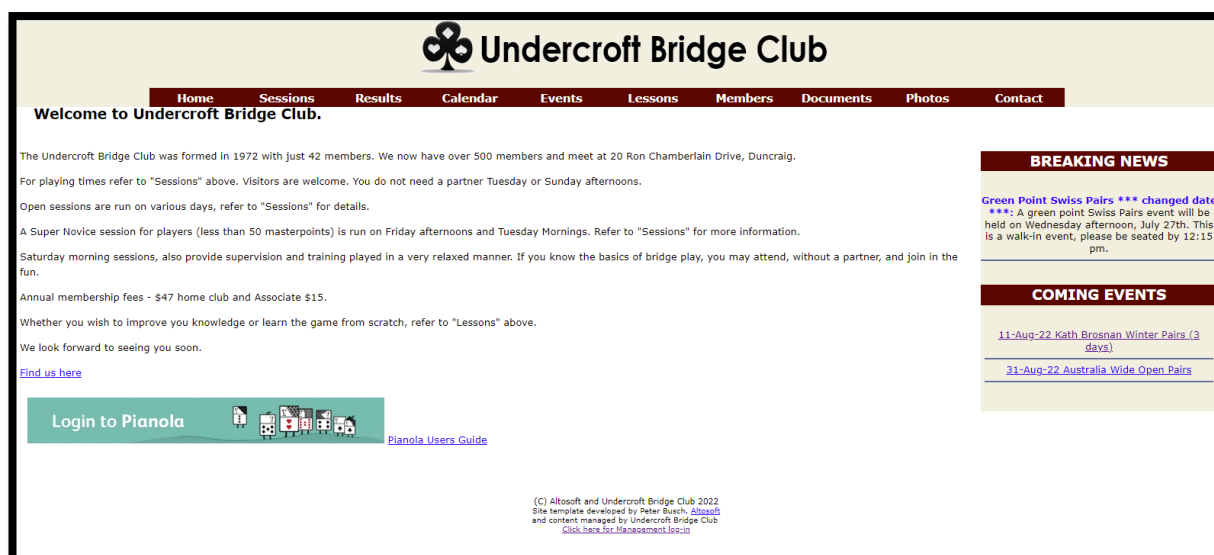 Undercroft Bridge Club
Home Sessions Results Calendar Events Lessons Members Documents Photos Contact
Welcome to Undercroft Bridge Club.
The Undercroft Bridge Club was formed in 1972 with just 42 members. We now have over 500 members and meet at 20 Ron Chamberlain Drive, Duncraig.
For playing times refer to "Sessions" above. Visitors are welcome. You do not need a partner Tuesday or Sunday afternoons.
Open sessions are run on various days, refer to "Sessions" for details.
A Super Novice session for players (less than 50 masterpoints) is run on Friday afternoons and Tuesday Mornings. Refer to "Sessions" for more information.
Saturday morning sessions, also provide supervision and training played in a very relaxed manner. If you know the basics of bridge play, you may attend, without a partner, and join in the
fun.
Annual membership fees - $47 home club and Associate $15.
Whether you wish to improve you knowledge or learn the game from scratch, refer to "Lessons" above.
We look forward to seeing you soon.
Find us here
Login to Pianola
Pianola Users Guide
BREAKING NEWS
Green Point Swiss Pairs *** changed date
***: A green point Swiss Pairs event will be
held on Wednesday afternoon, July 27th. This
is a walk-in event, please be seated by 12:15
pm.
COMING EVENTS
11-Aug-22 Kath Brosnan Winter Pairs (3
days)
31-Aug-22 Australia Wide Open Pairs
(C) Altosoft and Undercroft Bridge Club 2022
Site template developed by Peter Busch, Altosoft
and content managed by Undercroft Bridge Club
Click here for Management log-in